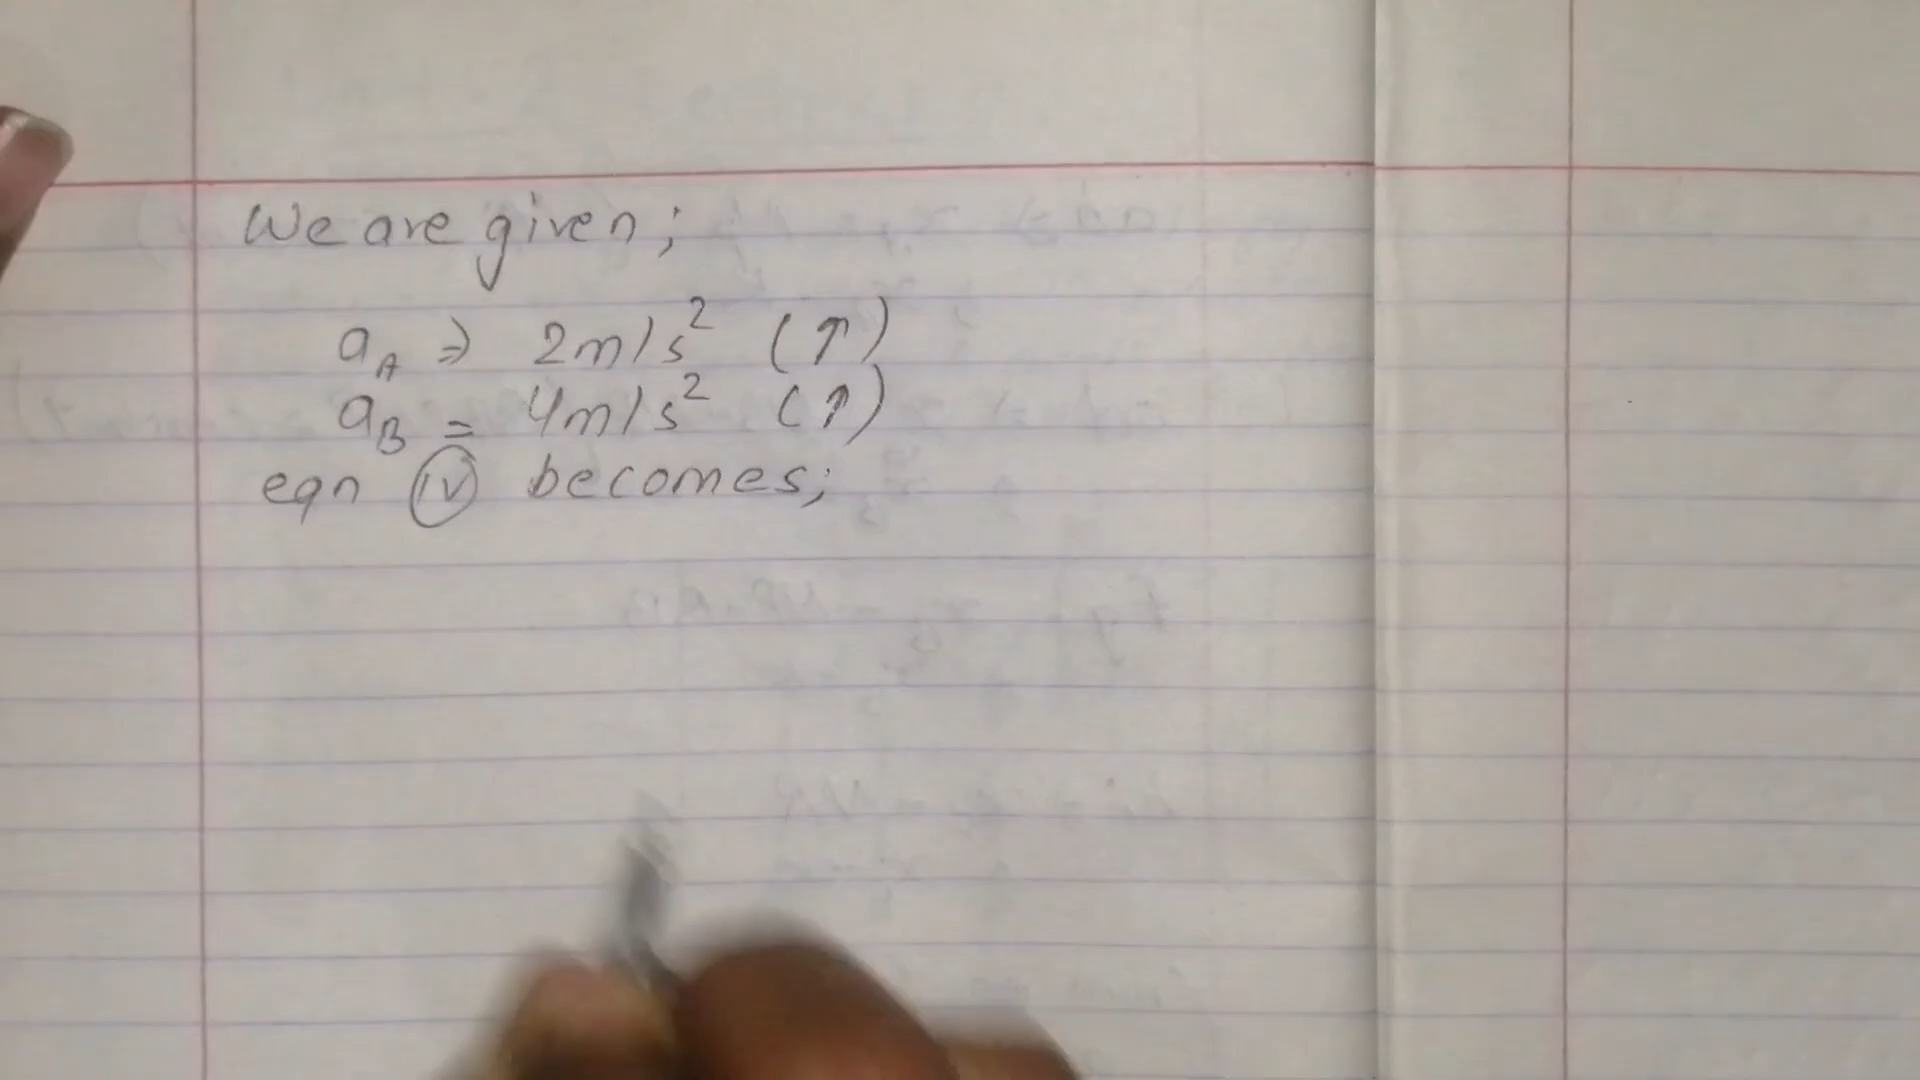 We are given;
a_A ⇒ 2m/s² (↑)
a_B = 4m/s² (↑)
eqn (iv) becomes;